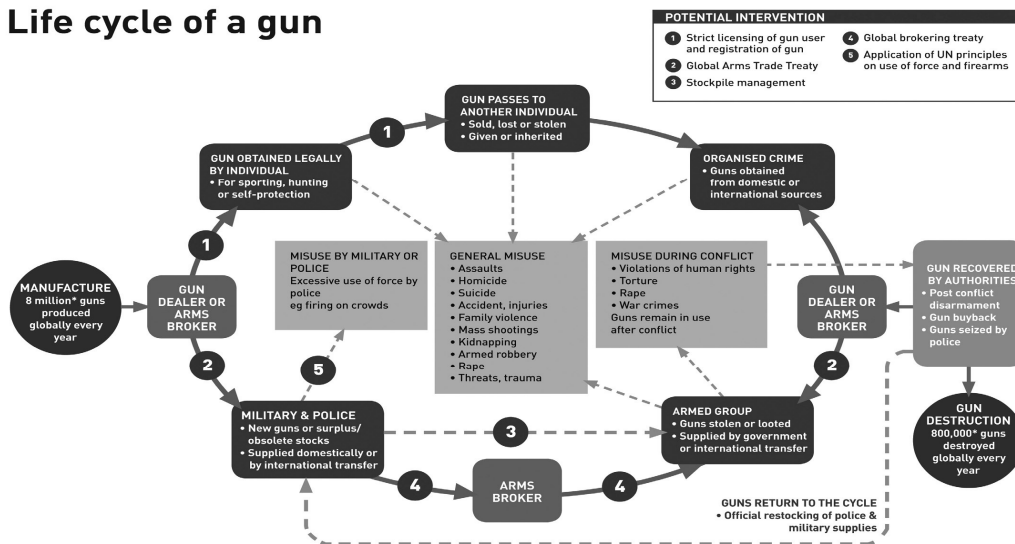 Life cycle of a gun
POTENTIAL INTERVENTION
1 Strict licensing of gun user
and registration of gun
2 Global Arms Trade Treaty
3 Stockpile management
4 Global brokering treaty
5 Application of UN principles
on use of force and firearms
GUN PASSES TO
ANOTHER INDIVIDUAL
• Sold, lost or stolen
• Given or inherited
1
GUN OBTAINED LEGALLY
BY INDIVIDUAL
• For sporting, hunting
or self-protection
ORGANISED CRIME
• Guns obtained
from domestic or
international sources
1
MANUFACTURE
8 million* guns
produced
globally every
year
GUN
DEALER OR
ARMS
BROKER
MISUSE BY MILITARY OR
POLICE
Excessive use of force by
police
eg firing on crowds
GENERAL MISUSE
• Assaults
• Homicide
• Suicide
• Accident, injuries
• Family violence
• Mass shootings
• Kidnapping
• Armed robbery
• Rape
• Threats, trauma
MISUSE DURING CONFLICT
• Violations of human rights
• Torture
• Rape
• War crimes
Guns remain in use
after conflict
GUN
DEALER OR
ARMS
BROKER
GUN RECOVERED
BY AUTHORITIES
• Post conflict
disarmament
• Gun buyback
• Guns seized by
police
2
5
2
MILITARY & POLICE
• New guns or surplus/
obsolete stocks
• Supplied domestically or
by international transfer
3
ARMED GROUP
• Guns stolen or looted
• Supplied by government
or international transfer
GUN
DESTRUCTION
800,000* guns
destroyed
globally every
year
4
ARMS
BROKER
4
GUNS RETURN TO THE CYCLE
• Official restocking of police &
military supplies